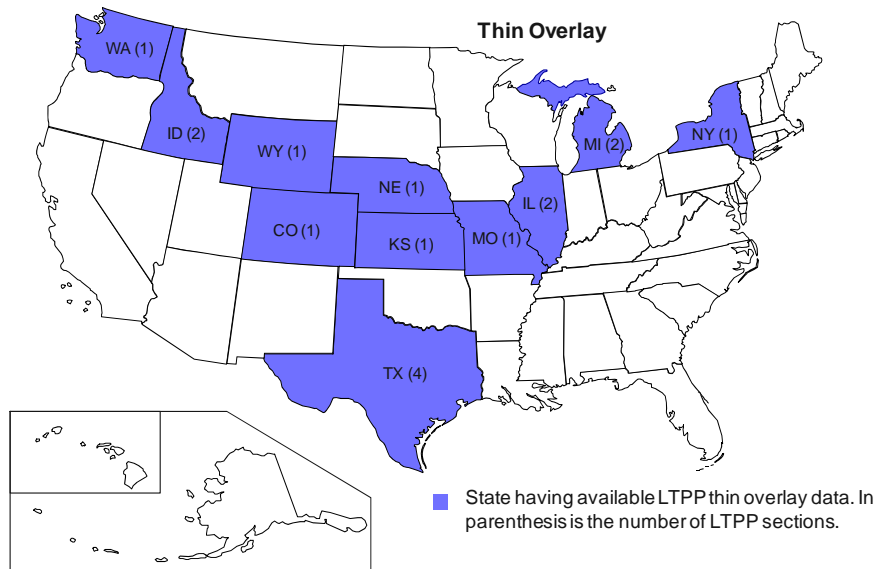 Thin Overlay
WA (1)
ID (2)
WY (1)
NE (1)
CO (1)
KS (1)
MO (1)
IL (2)
MI (2)
NY (1)
TX (4)
State having available LTPP thin overlay data. In
parenthesis is the number of LTPP sections.